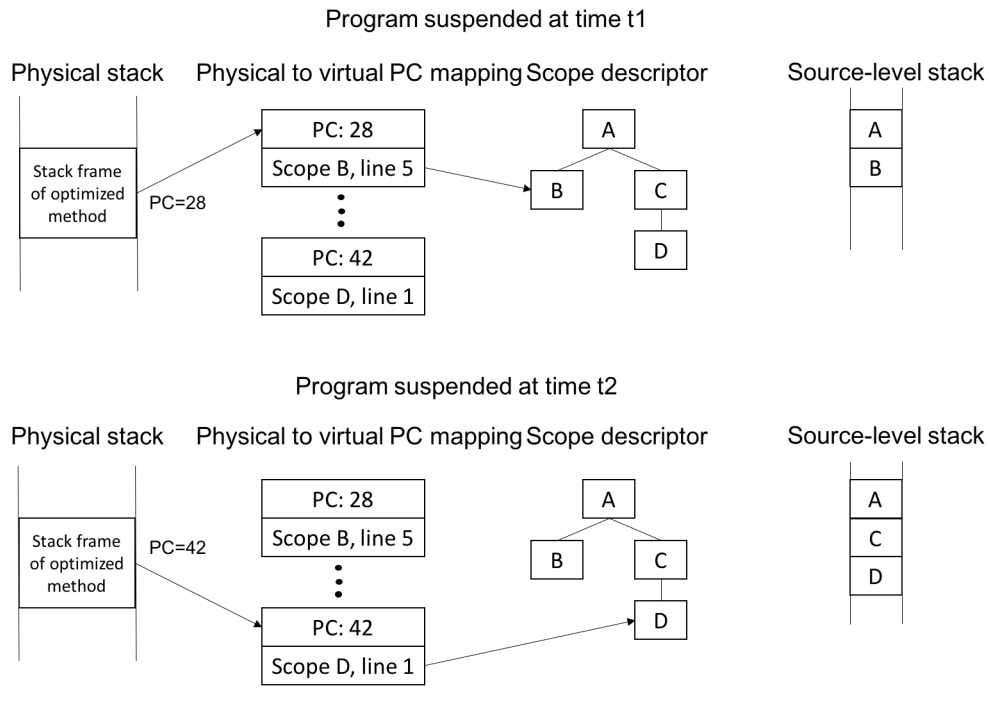 Program suspended at time t1
Physical stack
Physical to virtual PC mapping
Scope descriptor
Source-level stack
Stack frame
of optimized
method
PC=28
PC: 28
Scope B, line 5
PC: 42
Scope D, line 1
A
B
C
D
A
B
Program suspended at time t2
Physical stack
Physical to virtual PC mapping
Scope descriptor
Source-level stack
Stack frame
of optimized
method
PC=42
PC: 28
Scope B, line 5
PC: 42
Scope D, line 1
A
B
C
D
A
C
D